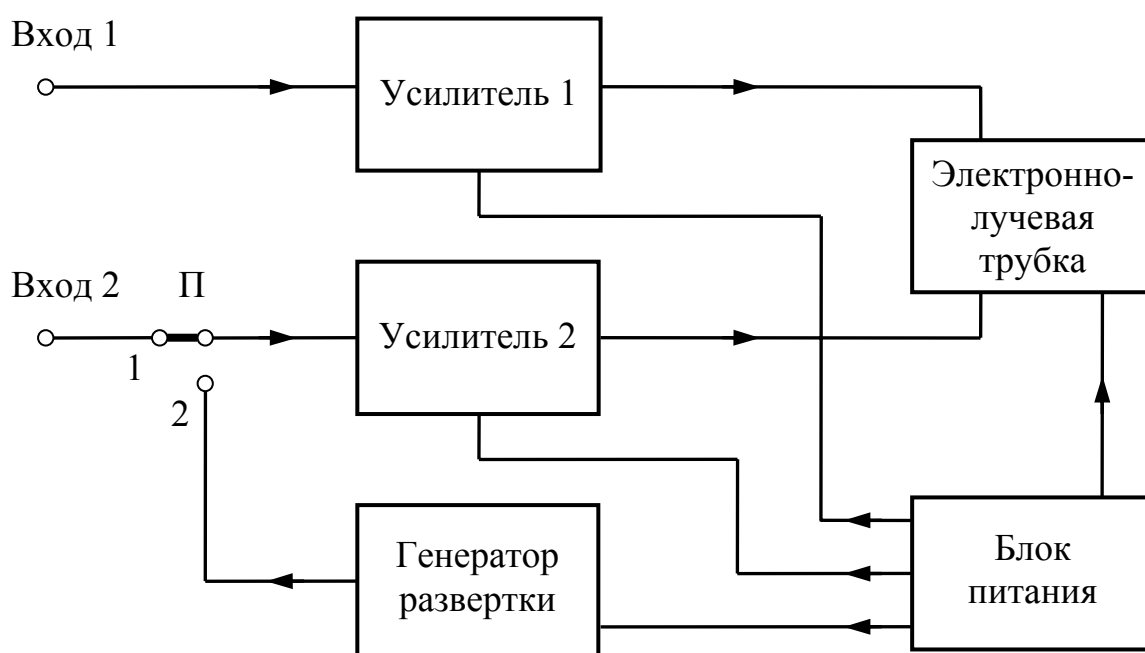 Вход 1
Усилитель 1
Электронно-
лучевая
трубка
Вход 2
П
Усилитель 2
1
2
Генератор
развертки
Блок
питания